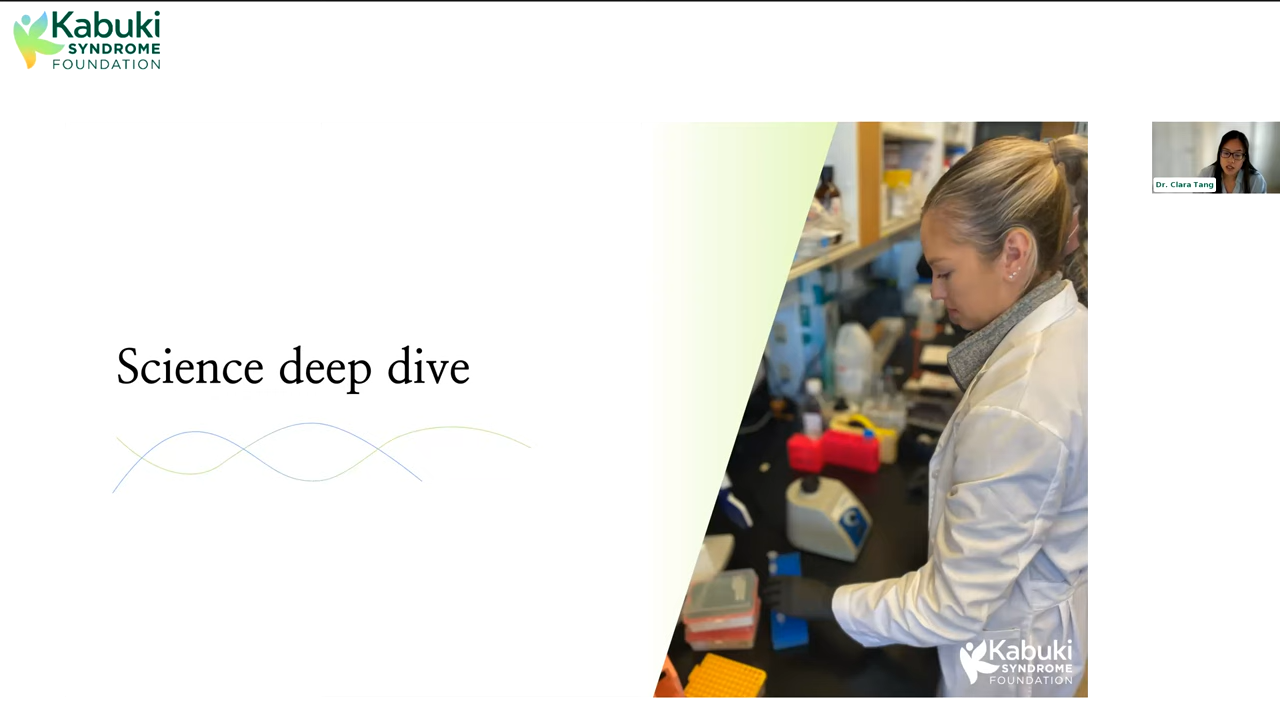 Kabuki
SYNDROME
FOUNDATION
Dr. Clara Tang
Science deep dive
Kabuki
SYNDROME
FOUNDATION